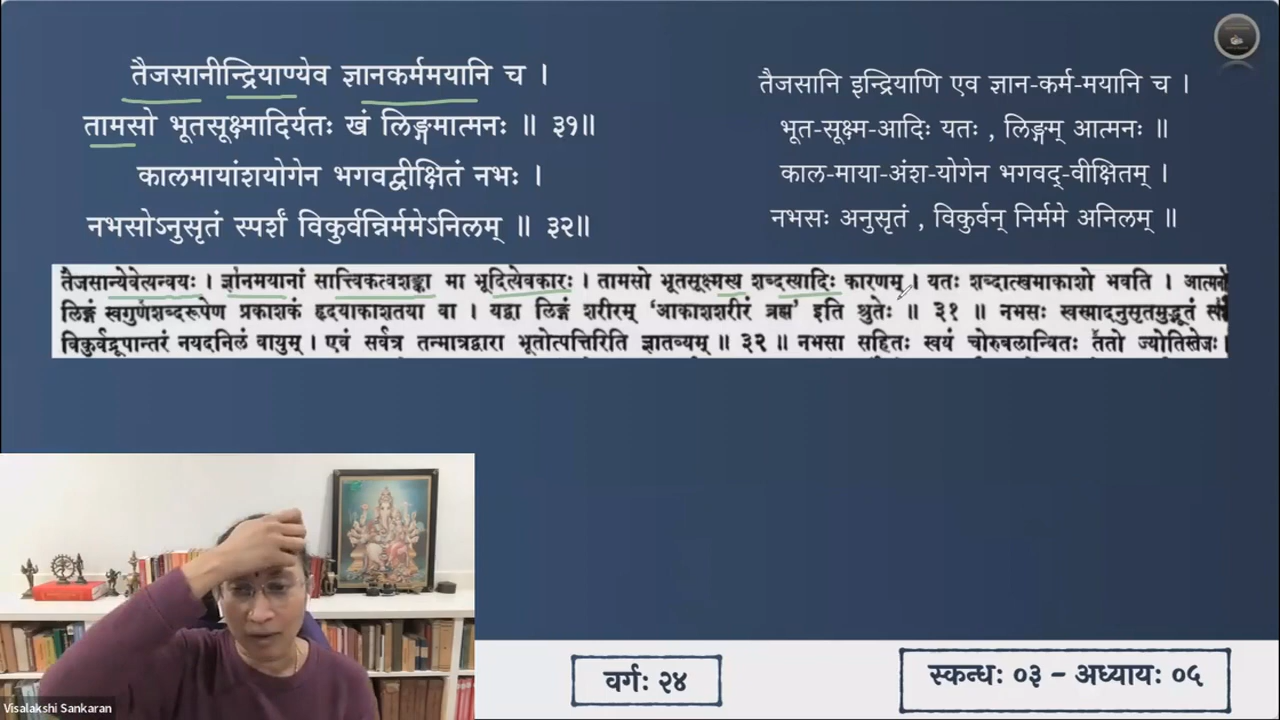 तैजसानीन्द्रियाण्येव ज्ञानकर्ममयानि च ।
तामसो भूतसूक्ष्मादिर्यतः खं लिङ्गमात्मनः ॥ ३१॥
कालमायांशयोगेन भगवद्वीक्षितं नभः ।
नभसोऽनुसृतं स्पर्शं विकुर्वन्निर्ममेऽनिलम् ॥ ३२॥
तैजसानि इन्द्रियाणि एव ज्ञान-कर्म-मयानि च ।
भूत-सूक्ष्म-आदिः यतः , लिङ्गम् आत्मनः ॥
काल-माया-अंश-योगेन भगवद्-वीक्षितम् ।
नभसः अनुसृतं , विकुर्वन् निर्ममे अनिलम् ॥
तैजसान्येवेत्यन्वयः । ज्ञानमयानां सात्त्विकत्वशङ्का मा भूदित्येवकारः । तामसो भूतसूक्ष्मस्य शब्दस्यादिः कारणम् । यतः शब्दात्खमाकाशो भवति ।
लिङ्गं स्वगुणशब्दरूपेण प्रकाशकं हृदयाकाशतया वा । यद्वा लिङ्गं शरीरम् ‘आकाशशरीरं ब्रह्म’ इति श्रुतेः ॥ ३१ ॥ नभसः स्वस्मादनुसृतमुद्भूतं
विकुर्वद्रूपान्तरं नयदनिलं वायुम् । एवं सर्वत्र तन्मात्रद्वारा भूतोत्पत्तिरिति ज्ञातव्यम् ॥ ३२ ॥ नभसा सहितः स्वयं चोरुबलान्वितः ततो ज्योतिस्तेजः।
Visalakshi Sankaran
वर्गः २४
स्कन्धः ०३ – अध्यायः ०५